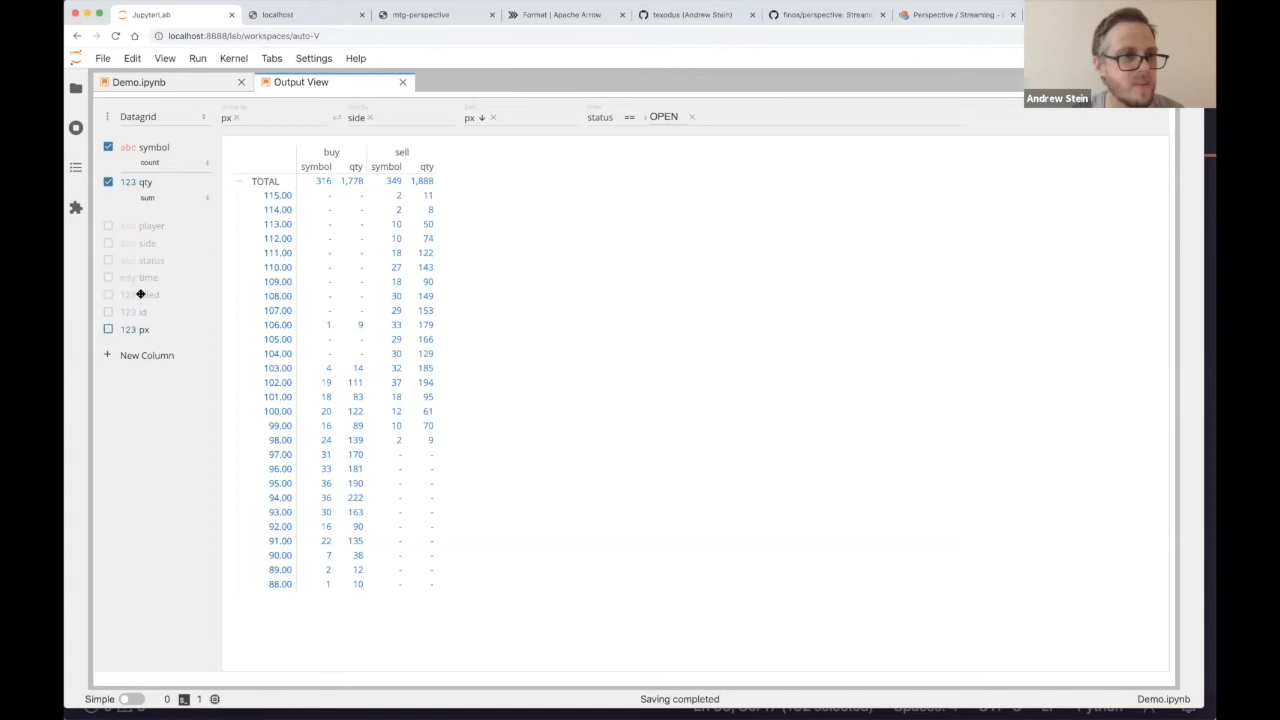 JupyterLab localhost mtg-perspective Format | Apache Arrow texodus (Andrew Stein) finos/perspective: Streami Perspective / Streaming -
localhost:8888/lab/workspaces/auto-V
File Edit View Run Kernel Tabs Settings Help
Demo.ipynb Output View
Andrew Stein
Datagrid px side px status == OPEN
abc symbol
count
123 qty
sum
abc player
abc side
abc status
time
123
123 id
123 px
+ New Column
buy sell
symbol qty symbol qty
– TOTAL 316 1,778 349 1,888
115.00 - - 2 11
114.00 - - 2 8
113.00 - - 10 50
112.00 - - 10 74
111.00 - - 18 122
110.00 - - 27 143
109.00 - - 18 90
108.00 - - 30 149
107.00 - - 29 153
106.00 1 9 33 179
105.00 - - 29 166
104.00 - - 30 129
103.00 4 14 32 185
102.00 19 111 37 194
101.00 18 83 18 95
100.00 20 122 12 61
99.00 16 89 10 70
98.00 24 139 2 9
97.00 31 170 - -
96.00 33 181 - -
95.00 36 190 - -
94.00 36 222 - -
93.00 30 163 - -
92.00 16 90 - -
91.00 22 135 - -
90.00 7 38 - -
89.00 2 12 - -
88.00 1 10 - -
Simple 0 1 Saving completed Demo.ipynb